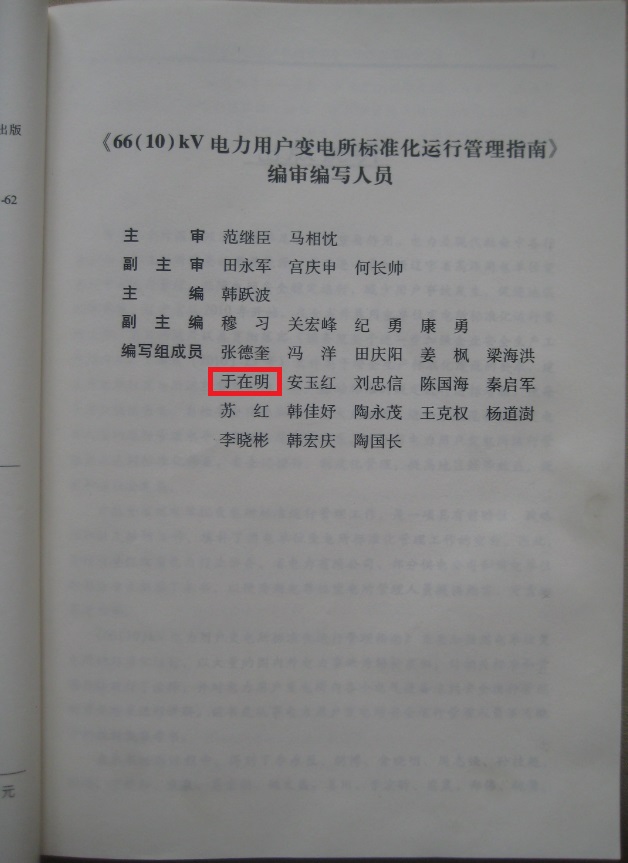 出版
-62
元
《66(10)kV 电力用户变电所标准化运行管理指南》
编审编写人员
主 审 范继臣 马相忱
副 主 审 田永军 宫庆申 何长帅
主 编 韩跃波
副 主 编 穆 习 关宏峰 纪 勇 康 勇
编写组成员 张德奎 冯 洋 田庆阳 姜 枫 梁海洪
于在明 安玉红 刘忠信 陈国海 秦启军
苏 红 韩佳妤 陶永茂 王克权 杨道澍
李晓彬 韩宏庆 陶国长